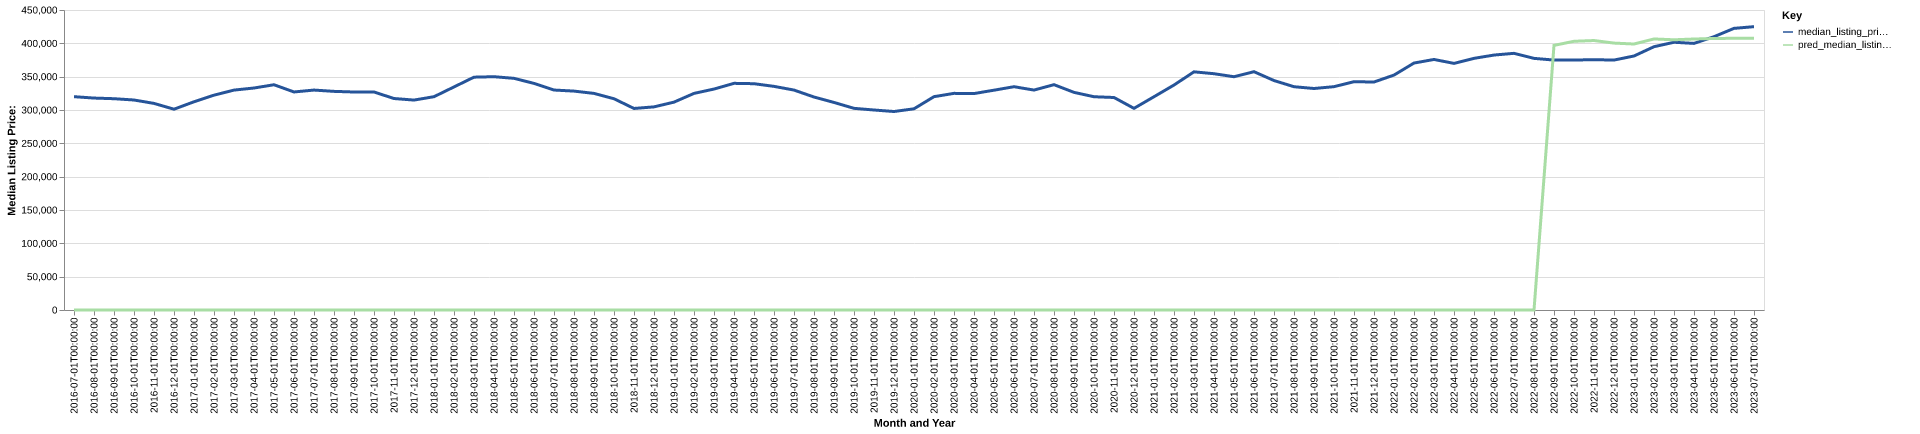 450,000
400,000
350,000
300,000
250,000
200,000
150,000
100,000
50,000
0
Median Listing Price:
2016-07-01T00:00:00
2016-08-01T00:00:00
2016-09-01T00:00:00
2016-10-01T00:00:00
2016-11-01T00:00:00
2016-12-01T00:00:00
2017-01-01T00:00:00
2017-02-01T00:00:00
2017-03-01T00:00:00
2017-04-01T00:00:00
2017-05-01T00:00:00
2017-06-01T00:00:00
2017-07-01T00:00:00
2017-08-01T00:00:00
2017-09-01T00:00:00
2017-10-01T00:00:00
2017-11-01T00:00:00
2017-12-01T00:00:00
2018-01-01T00:00:00
2018-02-01T00:00:00
2018-03-01T00:00:00
2018-04-01T00:00:00
2018-05-01T00:00:00
2018-06-01T00:00:00
2018-07-01T00:00:00
2018-08-01T00:00:00
2018-09-01T00:00:00
2018-10-01T00:00:00
2018-11-01T00:00:00
2018-12-01T00:00:00
2019-01-01T00:00:00
2019-02-01T00:00:00
2019-03-01T00:00:00
2019-04-01T00:00:00
2019-05-01T00:00:00
2019-06-01T00:00:00
2019-07-01T00:00:00
2019-08-01T00:00:00
2019-09-01T00:00:00
2019-10-01T00:00:00
2019-11-01T00:00:00
2019-12-01T00:00:00
2020-01-01T00:00:00
2020-02-01T00:00:00
2020-03-01T00:00:00
2020-04-01T00:00:00
2020-05-01T00:00:00
2020-06-01T00:00:00
2020-07-01T00:00:00
2020-08-01T00:00:00
2020-09-01T00:00:00
2020-10-01T00:00:00
2020-11-01T00:00:00
2020-12-01T00:00:00
2021-01-01T00:00:00
2021-02-01T00:00:00
2021-03-01T00:00:00
2021-04-01T00:00:00
2021-05-01T00:00:00
2021-06-01T00:00:00
2021-07-01T00:00:00
2021-08-01T00:00:00
2021-09-01T00:00:00
2021-10-01T00:00:00
2021-11-01T00:00:00
2021-12-01T00:00:00
2022-01-01T00:00:00
2022-02-01T00:00:00
2022-03-01T00:00:00
2022-04-01T00:00:00
2022-05-01T00:00:00
2022-06-01T00:00:00
2022-07-01T00:00:00
2022-08-01T00:00:00
2022-09-01T00:00:00
2022-10-01T00:00:00
2022-11-01T00:00:00
2022-12-01T00:00:00
2023-01-01T00:00:00
2023-02-01T00:00:00
2023-03-01T00:00:00
2023-04-01T00:00:00
2023-05-01T00:00:00
2023-06-01T00:00:00
2023-07-01T00:00:00
Month and Year
Key
median_listing_pri…
pred_median_listin…